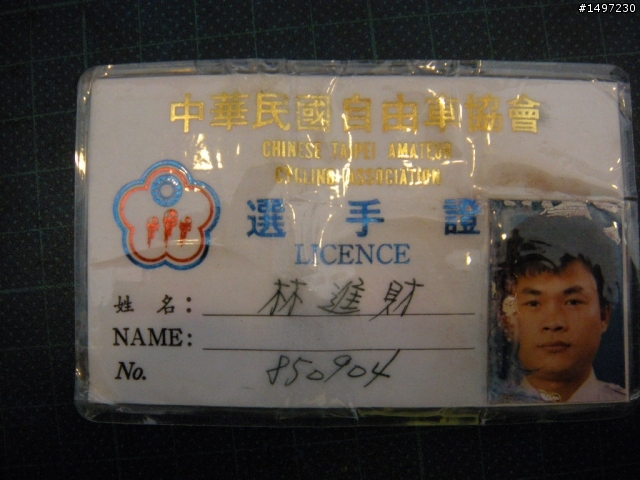 #1497230
中華民國自由車協會
CHINESE TAIPEI AMATEUR
CYCLING ASSOCIATION
選手證
LICENCE
姓名: 林進財
NAME:
No. 850904